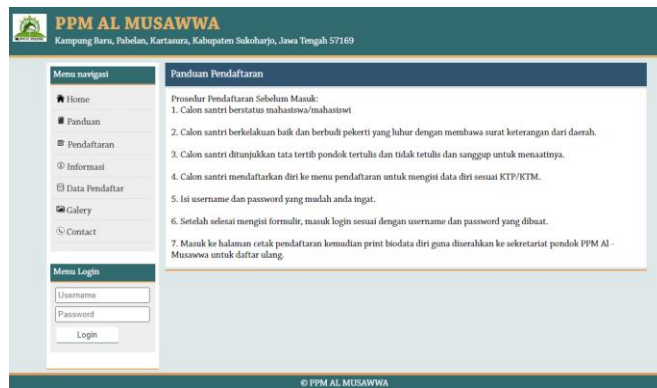 PPM AL MUSAWWA
Kampung Baru, Pabelan, Kartasura, Kabupaten Sukoharjo, Jawa Tengah 57169
Menu navigasi
Home
Panduan
Pendaftaran
Informasi
Data Pendaftar
Galery
Contact
Menu Login
Username
Password
Login
Panduan Pendaftaran
Prosedur Pendaftaran Sebelum Masuk:
1. Calon santri berstatus mahasiswa/mahasiswi
2. Calon santri berkelakuan baik dan berbudi pekerti yang luhur dengan membawa surat keterangan dari daerah.
3. Calon santri ditunjukkan tata tertib pondok tertulis dan tidak tetulis dan sanggup untuk menaatinya.
4. Calon santri mendaftarkan diri ke menu pendaftaran untuk mengisi data diri sesuai KTP/KTM.
5. Isi username dan password yang mudah anda ingat.
6. Setelah selesai mengisi formulir, masuk login sesuai dengan username dan password yang dibuat.
7. Masuk ke halaman cetak pendaftaran kemudian print biodata diri guna diserahkan ke sekretariat pondok PPM Al -
Musawwa untuk daftar ulang.
© PPM AL MUSAWWA